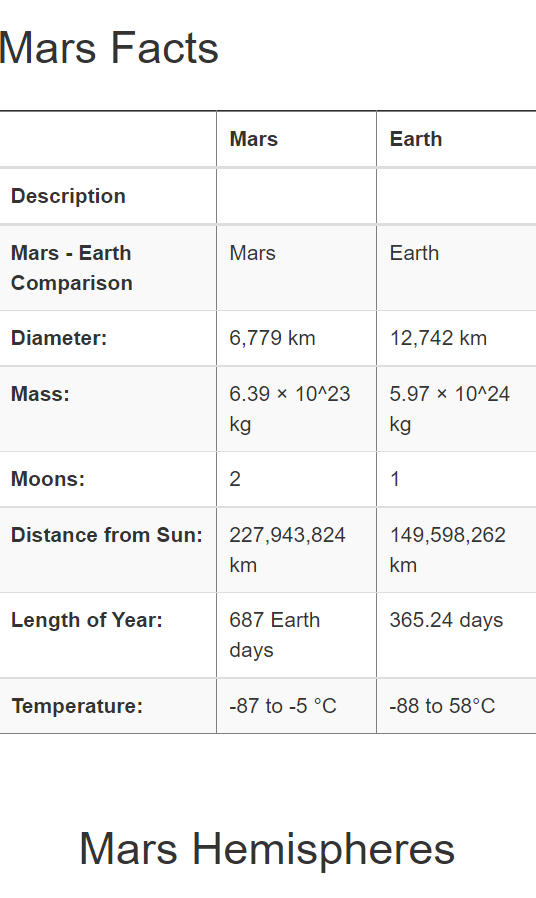 Mars Facts
Mars Earth
Description
Mars - Earth Comparison Mars Earth
Diameter: 6,779 km 12,742 km
Mass: 6.39 × 10^23 kg 5.97 × 10^24 kg
Moons: 2 1
Distance from Sun: 227,943,824 km 149,598,262 km
Length of Year: 687 Earth days 365.24 days
Temperature: -87 to -5 °C -88 to 58°C
Mars Hemispheres